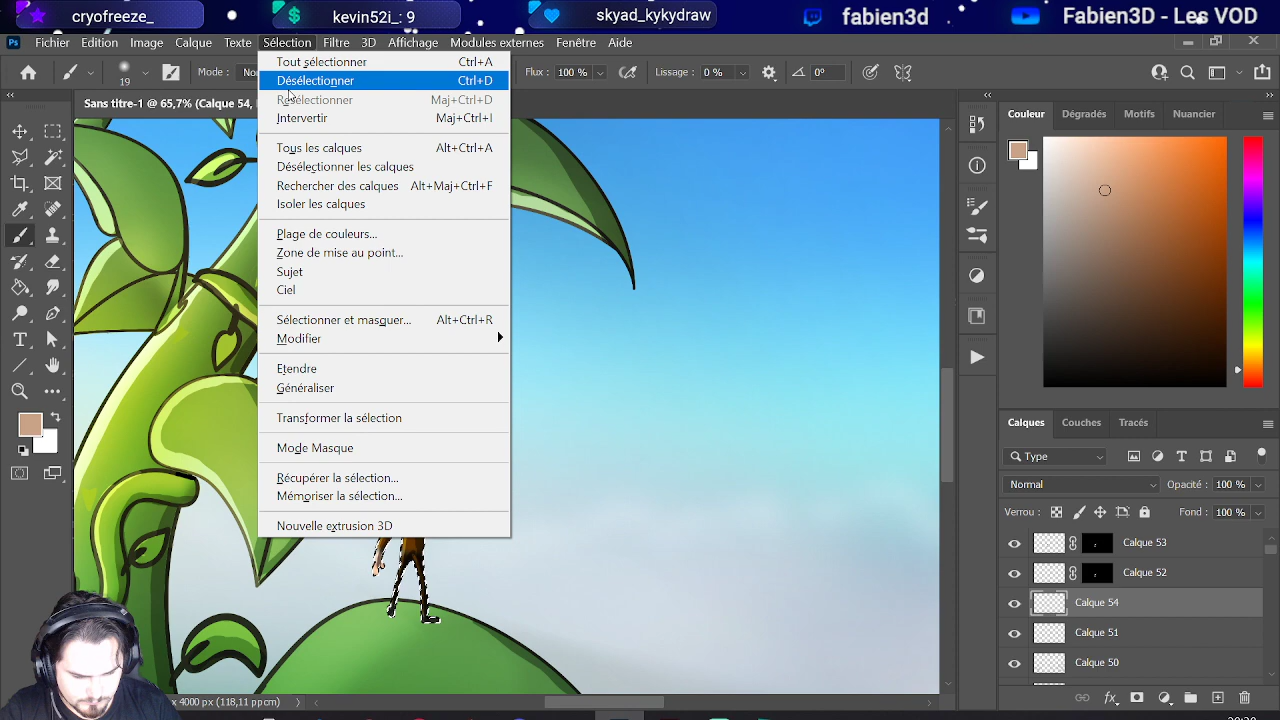 cryofreeze_
kevin52i_: 9
skyad_kykydraw
fabien3d
Fabien3D - Les VOD
Ps Fichier Edition Image Calque Texte Sélection Filtre 3D Affichage Modules externes Fenêtre Aide
19 Mode : Flux : 100 % Lissage : 0 % 0°
Sans titre-1 @ 65,7% (Calque 54,
Tout sélectionner Ctrl+A
Désélectionner Ctrl+D
Resélectionner Maj+Ctrl+D
Intervertir Maj+Ctrl+I
Tous les calques Alt+Ctrl+A
Désélectionner les calques
Rechercher des calques Alt+Maj+Ctrl+F
Isoler les calques
Plage de couleurs...
Zone de mise au point...
Sujet
Ciel
Sélectionner et masquer... Alt+Ctrl+R
Modifier
Etendre
Généraliser
Transformer la sélection
Mode Masque
Récupérer la sélection...
Mémoriser la sélection...
Nouvelle extrusion 3D
x 4000 px (118,11 ppcm)
Couleur Dégradés Motifs Nuancier
Calques Couches Tracés
Type
Normal Opacité : 100 %
Verrou : Fond : 100 %
Calque 53
Calque 52
Calque 54
Calque 51
Calque 50